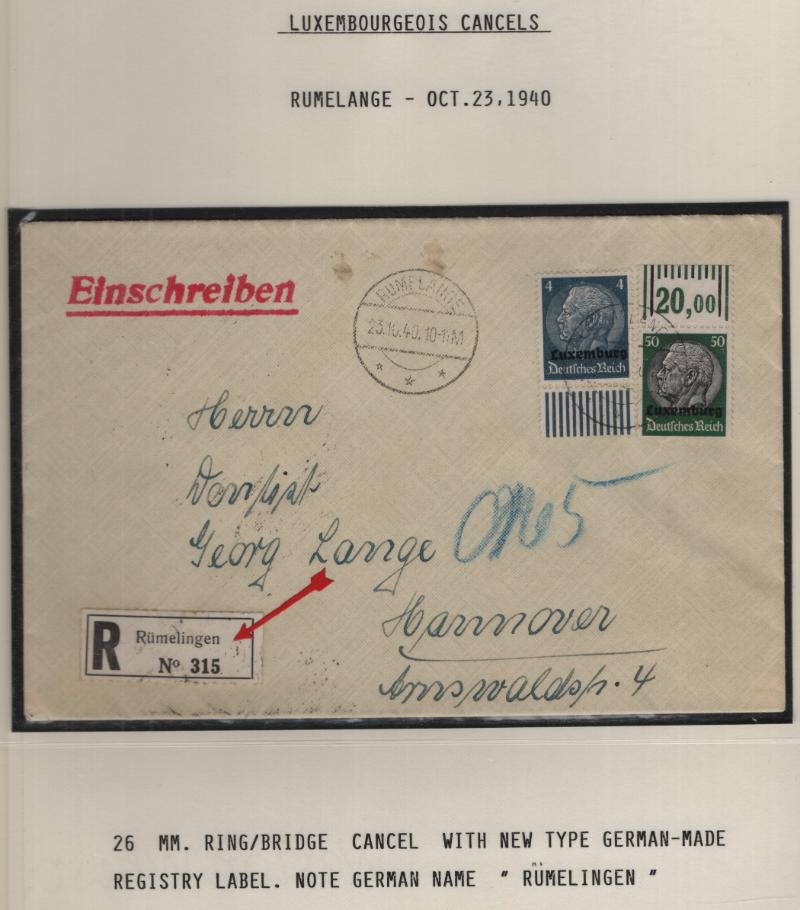 LUXEMBOURGEOIS CANCELS
RUMELANGE - OCT.23,1940
Einschreiben
RUMELANGE
23.10.40.10-11M
4
Luxemburg
Deutsches Reich
20,00
50 50
Luxemburg
Deutsches Reich
Herrn
Georg Lange
Hannover
4
R Rümelingen
No 315
26 MM. RING/BRIDGE CANCEL WITH NEW TYPE GERMAN-MADE
REGISTRY LABEL. NOTE GERMAN NAME " RÜMELINGEN "